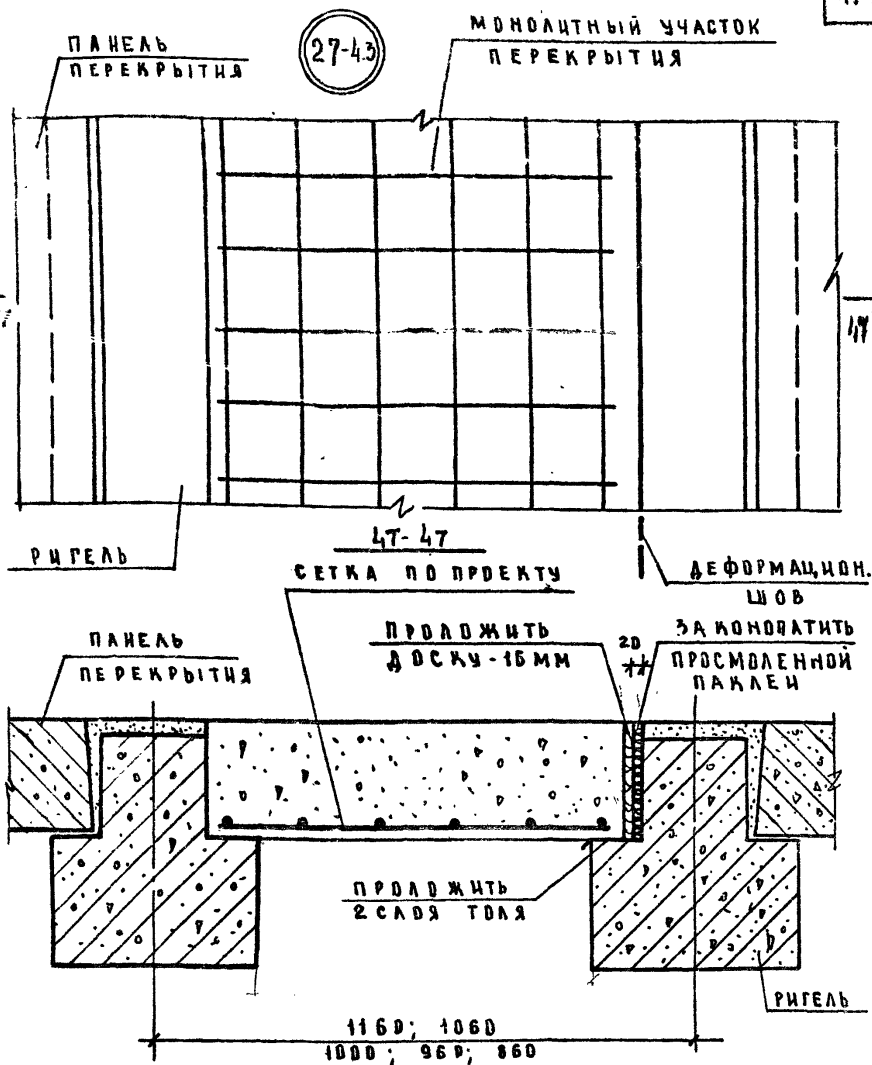 ПАНЕЛЬ
ПЕРЕКРЫТИЯ
27-43
МОНОЛИТНЫЙ УЧАСТОК
ПЕРЕКРЫТИЯ
47
РИГЕЛЬ
47-47
СЕТКА ПО ПРОЕКТУ
ДЕФОРМАЦИОН.
ШОВ
ПАНЕЛЬ
ПЕРЕКРЫТИЯ
ПРОЛОЖИТЬ
ДОСКУ-16ММ
20
ЗАКОНОПАТИТЬ
ПРОСМОЛЕННОЙ
ПАКЛЕЙ
ПРОЛОЖИТЬ
2 СЛОЯ ТОЛЯ
РИГЕЛЬ
1160; 1060
1000; 960; 860